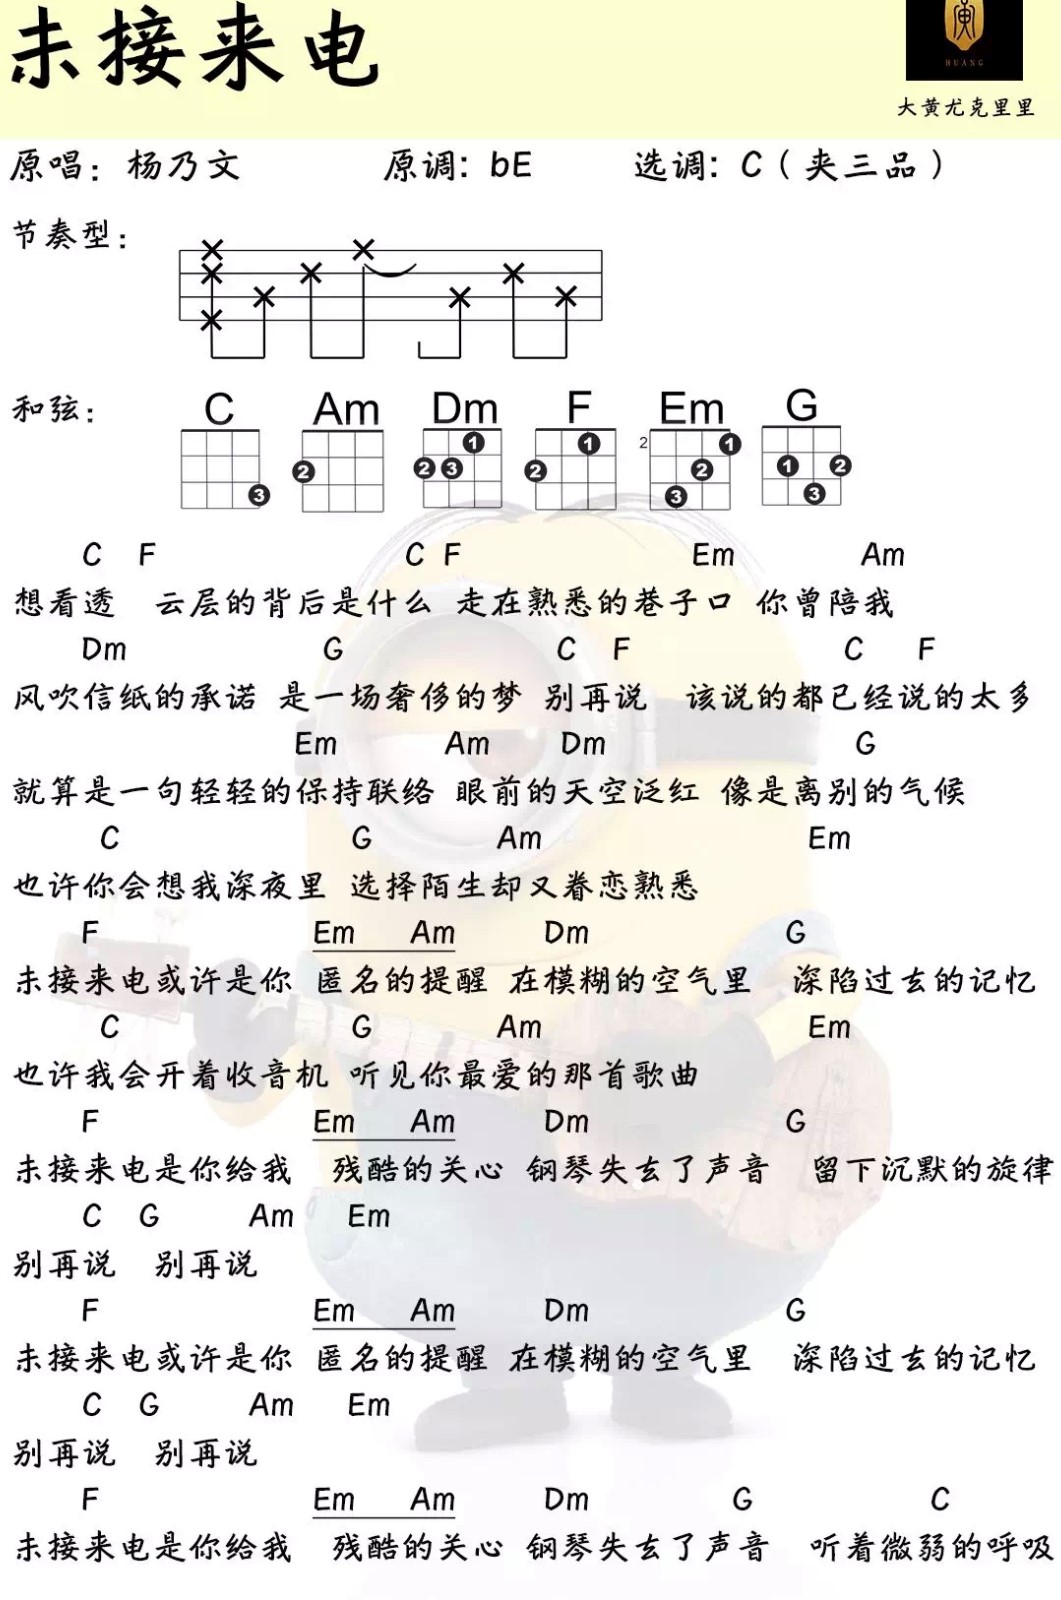 未接来电
HUANG
大黄尤克里里
原唱：杨乃文 原调：bE 选调：C（夹三品）
节奏型：
和弦： C Am Dm F Em G
1 1 2 1
2 2 3 2 2 1 2
3 3 3
C F C F Em Am
想看透 云层的背后是什么 走在熟悉的巷子口 你曾陪我
Dm G C F C F
风吹信纸的承诺 是一场奢侈的梦 别再说 该说的都已经说的太多
Em Am Dm G
就算是一句轻轻的保持联络 眼前的天空泛红 像是离别的气候
C G Am Em
也许你会想我深夜里 选择陌生却又眷恋熟悉
F Em Am Dm G
未接来电或许是你 匿名的提醒 在模糊的空气里 深陷过去的记忆
C G Am Em
也许我会开着收音机 听见你最爱的那首歌曲
F Em Am Dm G
未接来电是你给我 残酷的关心 钢琴失去了声音 留下沉默的旋律
C G Am Em
别再说 别再说
F Em Am Dm G
未接来电或许是你 匿名的提醒 在模糊的空气里 深陷过去的记忆
C G Am Em
别再说 别再说
F Em Am Dm G C
未接来电是你给我 残酷的关心 钢琴失去了声音 听着微弱的呼吸